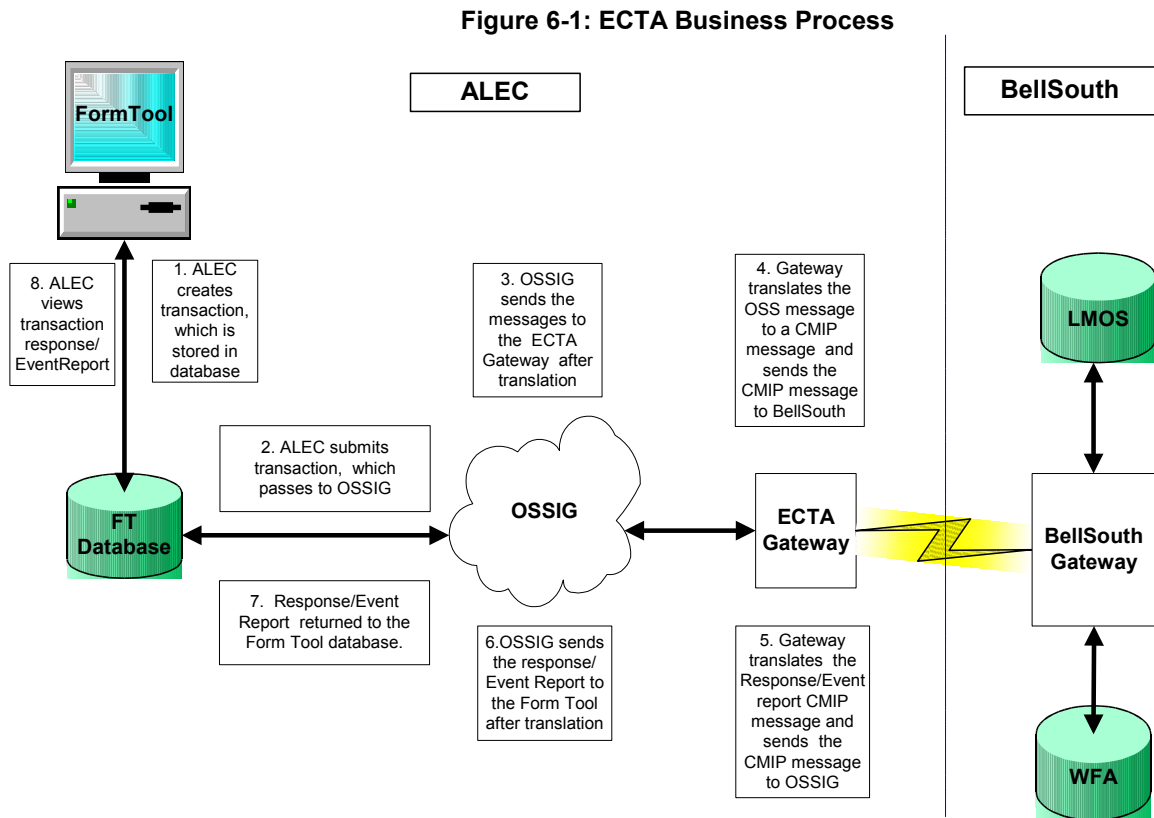 Figure 6-1: ECTA Business Process
ALEC
BellSouth
FormTool
8. ALEC
views
transaction
response/
EventReport
1. ALEC
creates
transaction,
which is
stored in
database
3. OSSIG
sends the
messages to
the ECTA
Gateway after
translation
4. Gateway
translates the
OSS message
to a CMIP
message and
sends the
CMIP message
to BellSouth
LMOS
2. ALEC submits
transaction, which
passes to OSSIG
FT
Database
OSSIG
ECTA
Gateway
BellSouth
Gateway
7. Response/Event
Report returned to the
Form Tool database.
6.OSSIG sends
the response/
Event Report to
the Form Tool
after translation
5. Gateway
translates the
Response/Event
report CMIP
message and
sends the
CMIP message
to OSSIG
WFA